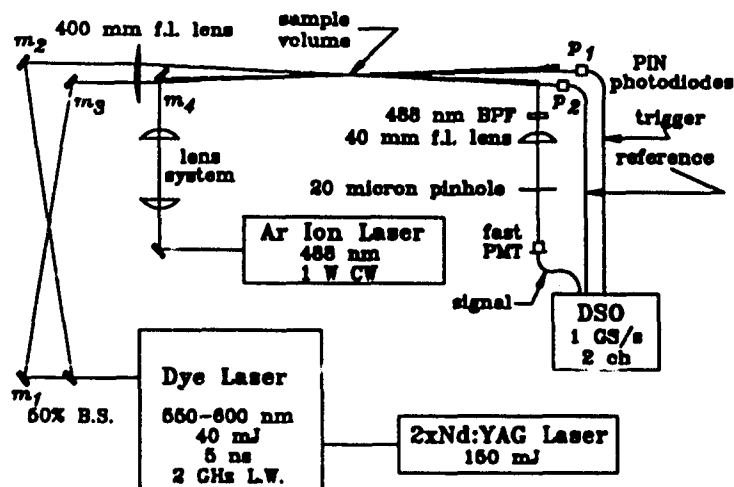 m2
400 mm f.l. lens
sample
volume
p1
PIN
photodiodes
m3
m4
p2
488 nm BPF
40 mm f.l. lens
trigger
reference
lens
system
20 micron pinhole
fast
PMT
Ar Ion Laser
488 nm
1 W CW
signal
DSO
1 GS/s
2 ch
m1
50% B.S.
Dye Laser
550-600 nm
40 mJ
5 ns
2 GHz L.W.
2xNd:YAG Laser
150 mJ